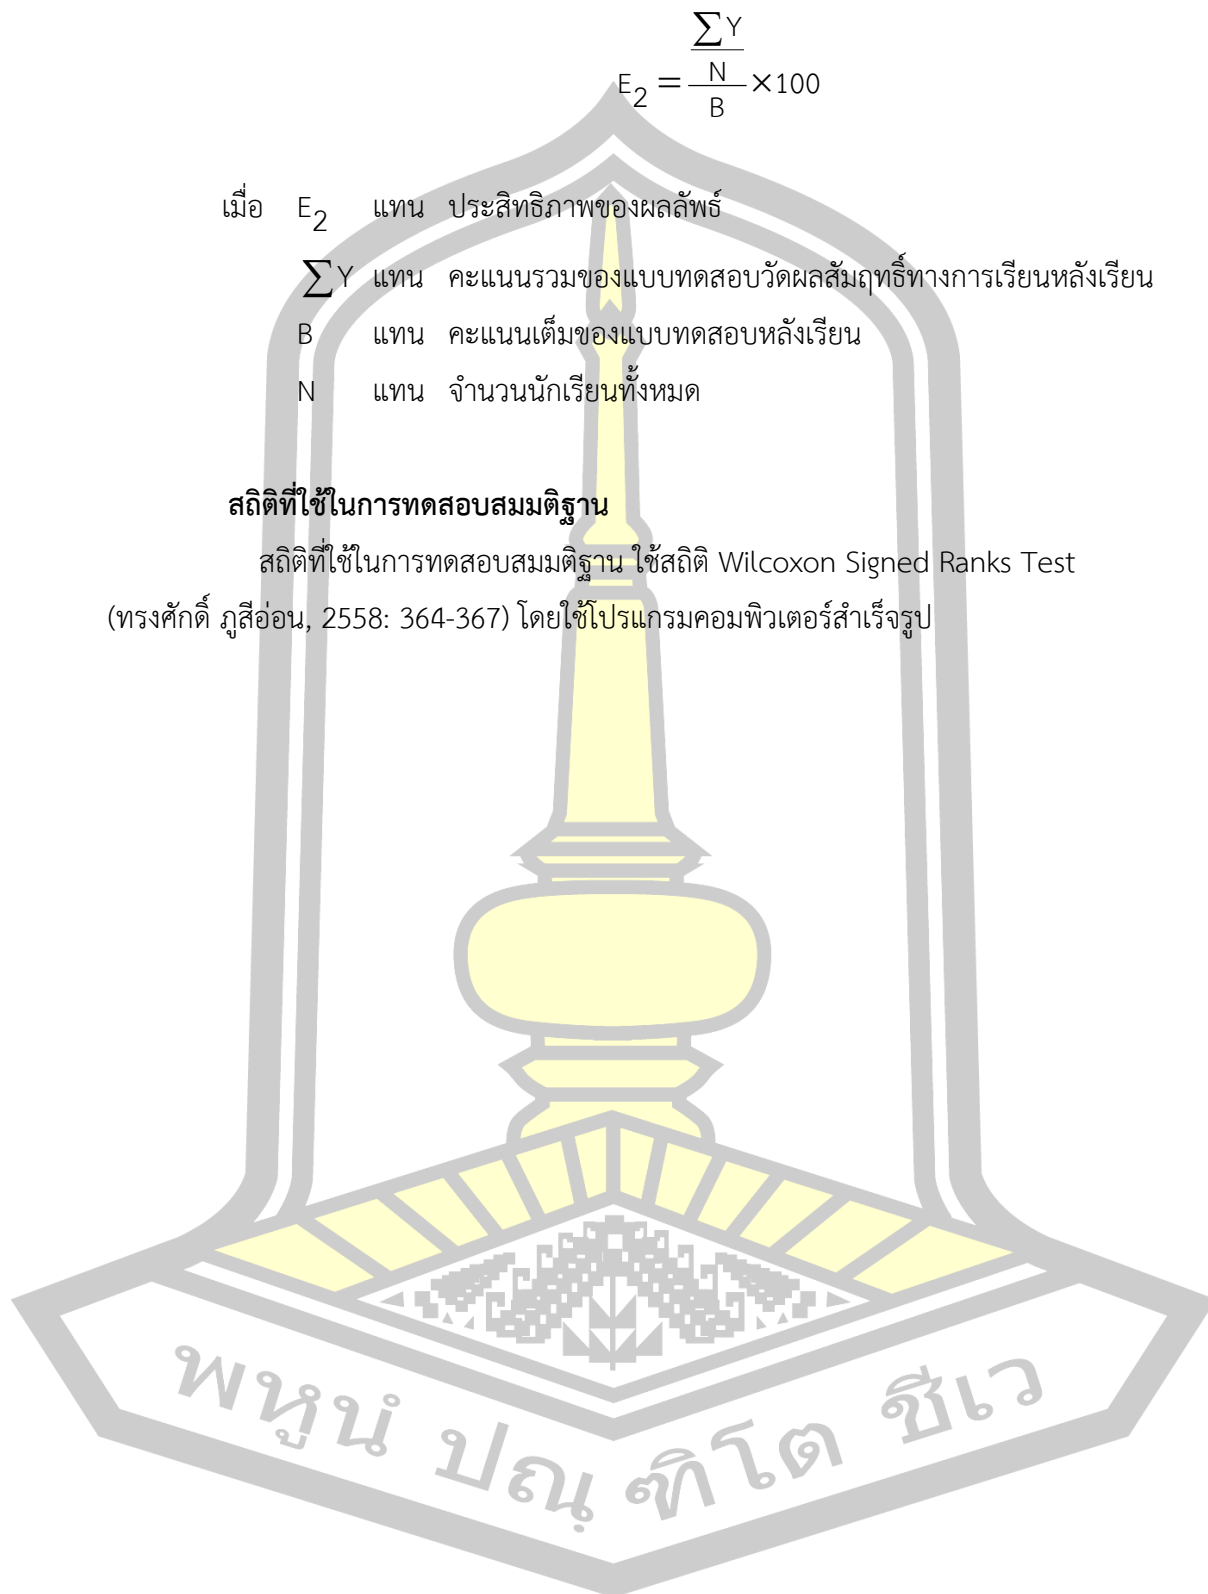 E₂ = (∑Y / N) / B ×100
เมื่อ E₂ แทน ประสิทธิภาพของผลลัพธ์
∑Y แทน คะแนนรวมของแบบทดสอบวัดผลสัมฤทธิ์ทางการเรียนหลังเรียน
B แทน คะแนนเต็มของแบบทดสอบหลังเรียน
N แทน จำนวนนักเรียนทั้งหมด
สถิติที่ใช้ในการทดสอบสมมติฐาน
สถิติที่ใช้ในการทดสอบสมมติฐาน ใช้สถิติ Wilcoxon Signed Ranks Test
(ทรงศักดิ์ ภูสีอ่อน, 2558: 364-367) โดยใช้โปรแกรมคอมพิวเตอร์สำเร็จรูป
พหูนํ ปณฺฑิโต ชีเว